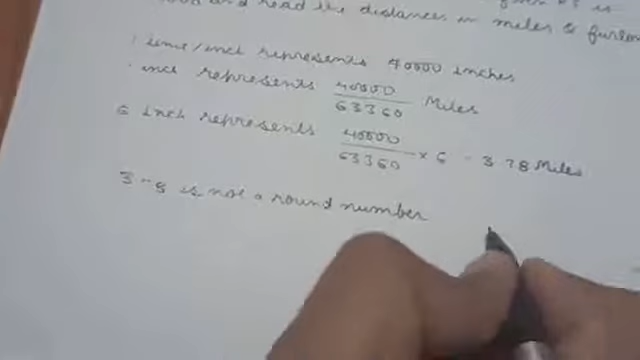 and read the distances in miles & furlon
1 time/inch represents 40000 inches
1 inch represents 40000/63360 Miles
6 inch represents 40000/63360 × 6 = 3.78 Miles
3.78 is not a round number